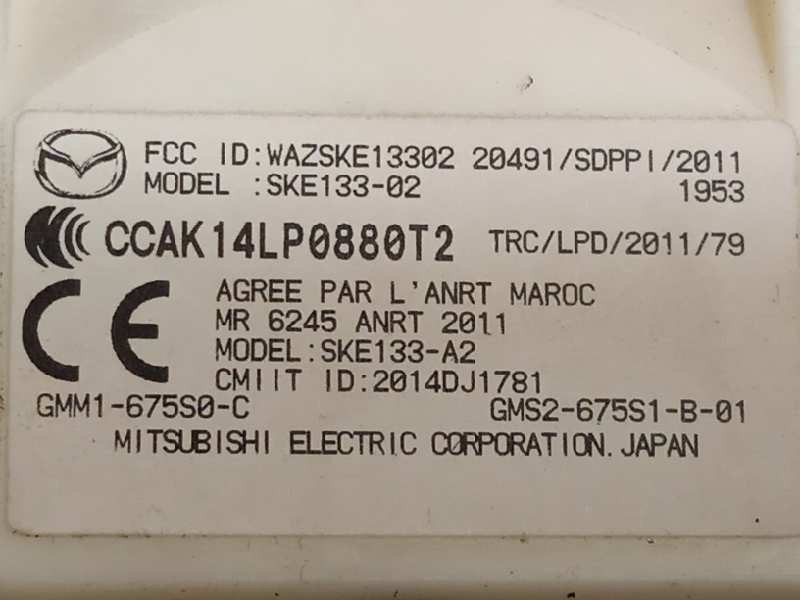 FCC ID:WAZSKE13302 20491/SDPPI/2011
MODEL :SKE133-02 1953
CCAK14LP0880T2 TRC/LPD/2011/79
CE AGREE PAR L'ANRT MAROC
MR 6245 ANRT 2011
MODEL:SKE133-A2
CMIIT ID:2014DJ1781
GMM1-675S0-C GMS2-675S1-B-01
MITSUBISHI ELECTRIC CORPORATION. JAPAN